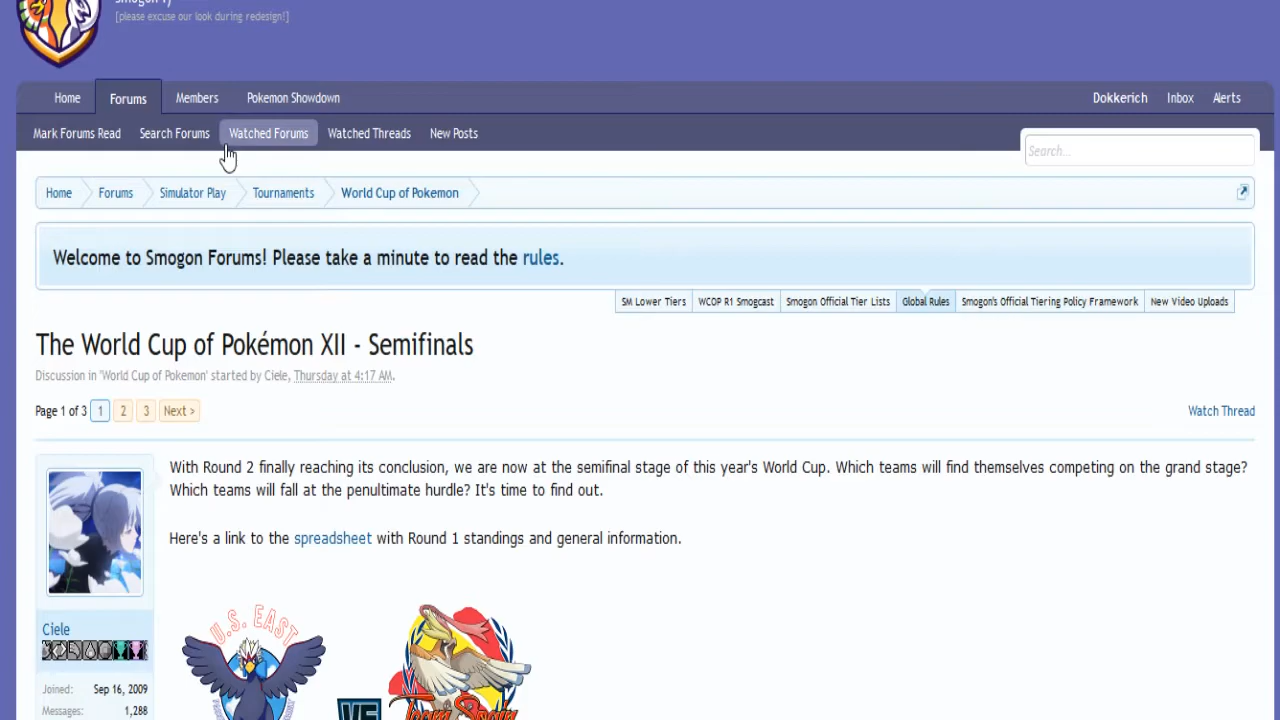 smogon.fy
[please excuse our look during redesign!]
Home Forums Members Pokemon Showdown Dokkerich Inbox Alerts
Mark Forums Read Search Forums Watched Forums Watched Threads New Posts
Search...
Home Forums Simulator Play Tournaments World Cup of Pokemon
Welcome to Smogon Forums! Please take a minute to read the rules.
SM Lower Tiers WCOP R1 Smogcast Smogon Official Tier Lists Global Rules Smogon's Official Tiering Policy Framework New Video Uploads
The World Cup of Pokémon XII - Semifinals
Discussion in 'World Cup of Pokemon' started by Ciele, Thursday at 4:17 AM.
Page 1 of 3 1 2 3 Next > Watch Thread
With Round 2 finally reaching its conclusion, we are now at the semifinal stage of this year's World Cup. Which teams will find themselves competing on the grand stage?
Which teams will fall at the penultimate hurdle? It's time to find out.
Here's a link to the spreadsheet with Round 1 standings and general information.
U.S. EAST
Ciele
Joined: Sep 16, 2009
VS Team Spain
Messages: 1,288